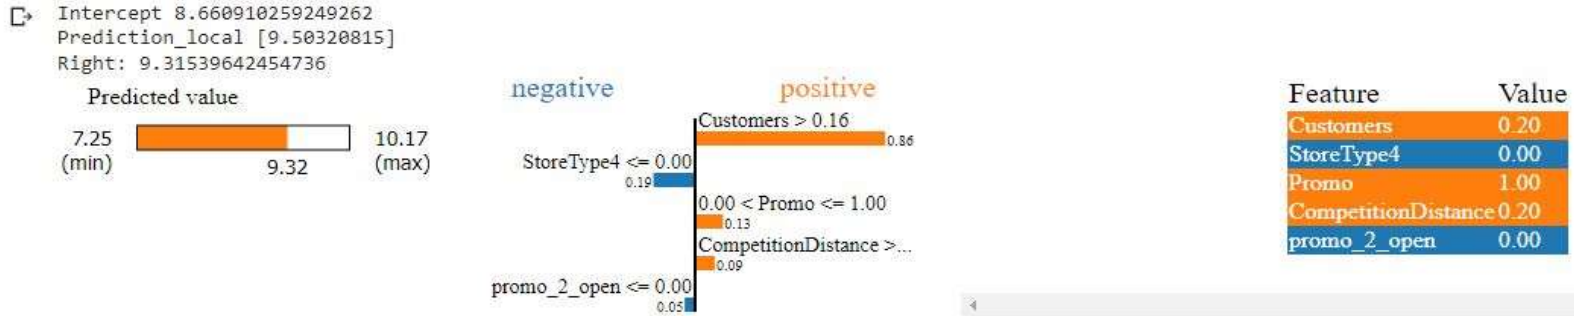 Intercept 8.660910259249262
Prediction_local [9.50320815]
Right: 9.31539642454736
Predicted value
7.25
(min)
9.32
10.17
(max)
negative
positive
Customers > 0.16
0.86
StoreType4 <= 0.00
0.19
0.00 < Promo <= 1.00
0.13
CompetitionDistance >...
0.09
promo_2_open <= 0.00
0.05
Feature Value
Customers 0.20
StoreType4 0.00
Promo 1.00
CompetitionDistance 0.20
promo_2_open 0.00